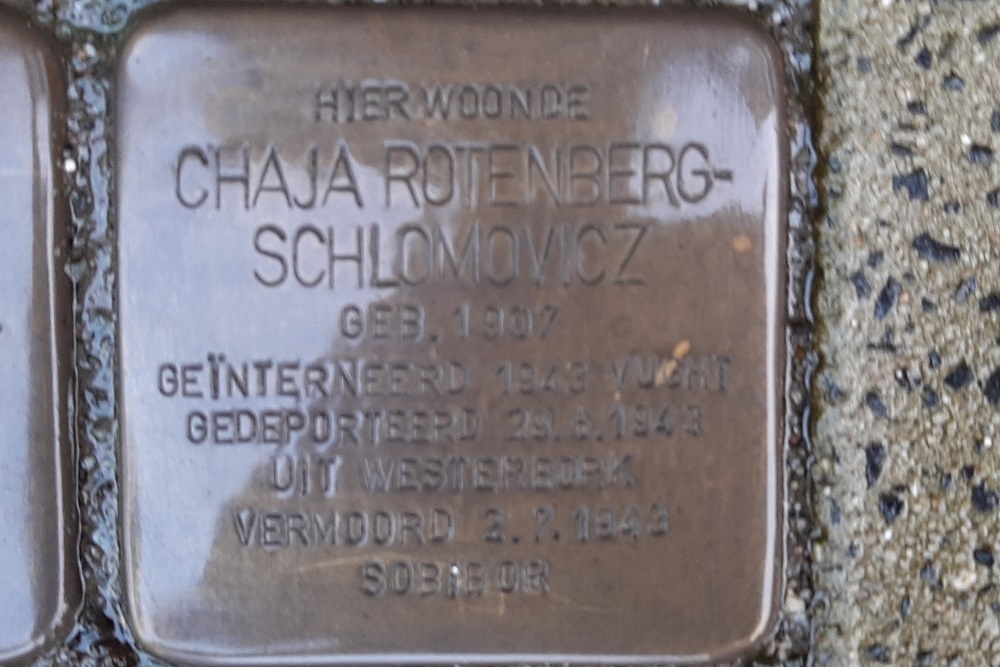 HIER WOONDE
CHAJA ROTENBERG-
SCHLOMOVICZ
GEB. 1907
GEÏNTERNEERD 1943 VUGHT
GEDEPORTEERD 29.6.1943
UIT WESTERBORK
VERMOORD 2.7.1943
SOBIBOR